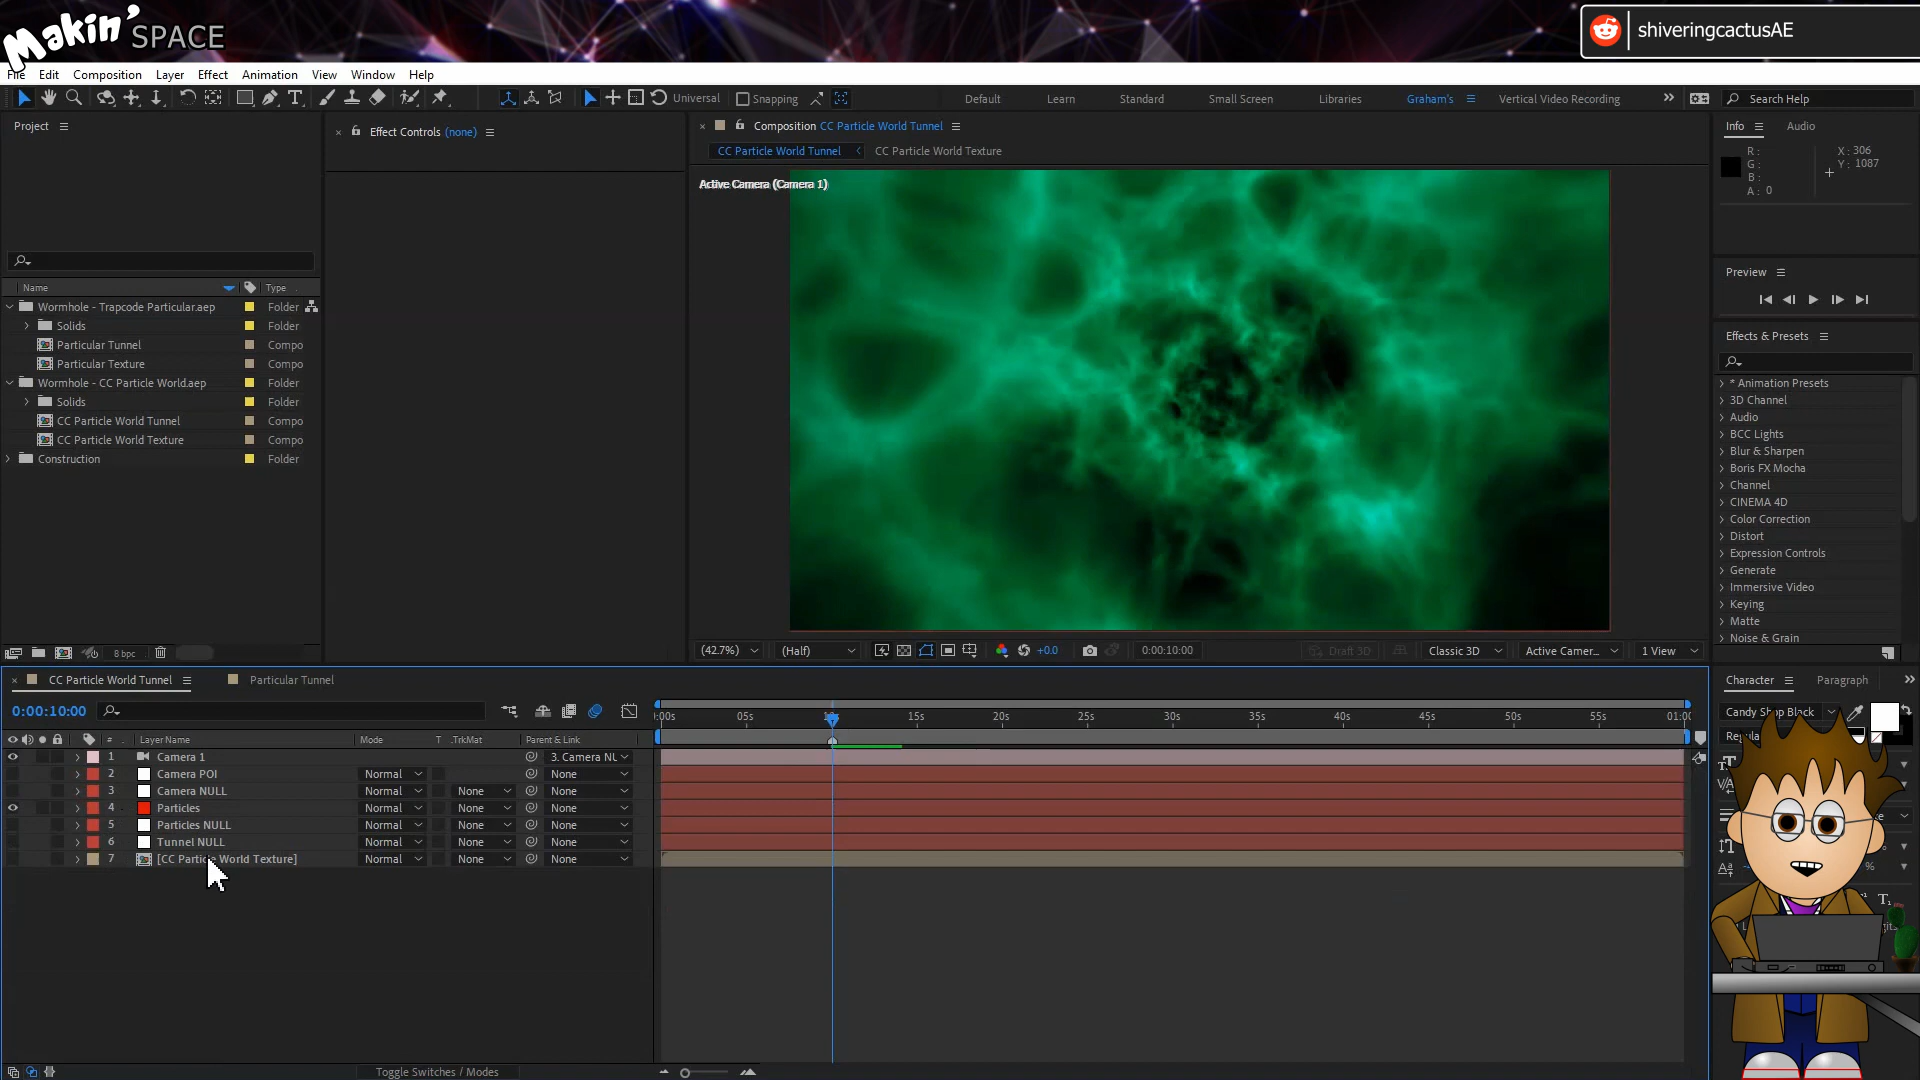 Makin' SPACE
shiveringcactusAE
File Edit Composition Layer Effect Animation View Window Help
Universal Snapping Default Learn Standard Small Screen Libraries Graham's Vertical Video Recording Search Help
Project
Effect Controls (none)
Composition CC Particle World Tunnel
CC Particle World Tunnel CC Particle World Texture
Active Camera (Camera 1)
Info Audio
R: X: 306
G: Y: 1087
B:
A: 0
Preview
Effects & Presets
Name Type
Wormhole - Trapcode Particular.aep Folder
Solids Folder
Particular Tunnel Compo
Particular Texture Compo
Wormhole - CC Particle World.aep Folder
Solids Folder
CC Particle World Tunnel Compo
CC Particle World Texture Compo
Construction Folder
* Animation Presets
3D Channel
Audio
BCC Lights
Blur & Sharpen
Boris FX Mocha
Channel
CINEMA 4D
Color Correction
Distort
Expression Controls
Generate
Immersive Video
Keying
Matte
Noise & Grain
8 bpc
(42.7%) (Half) +0.0 0:00:10:00 Draft 3D Classic 3D Active Camer... 1 View
CC Particle World Tunnel Particular Tunnel
Character Paragraph
0:00:10:00
:00s 05s 15s 20s 25s 30s 35s 40s 45s 50s 55s 01:00
Candy Shop Black
# Layer Name Mode T .TrkMat Parent & Link
1 Camera 1 3. Camera NU
2 Camera POI Normal None
3 Camera NULL Normal None None
4 Particles Normal None None
5 Particles NULL Normal None None
6 Tunnel NULL Normal None None
7 [CC Particle World Texture] Normal None None
Toggle Switches / Modes